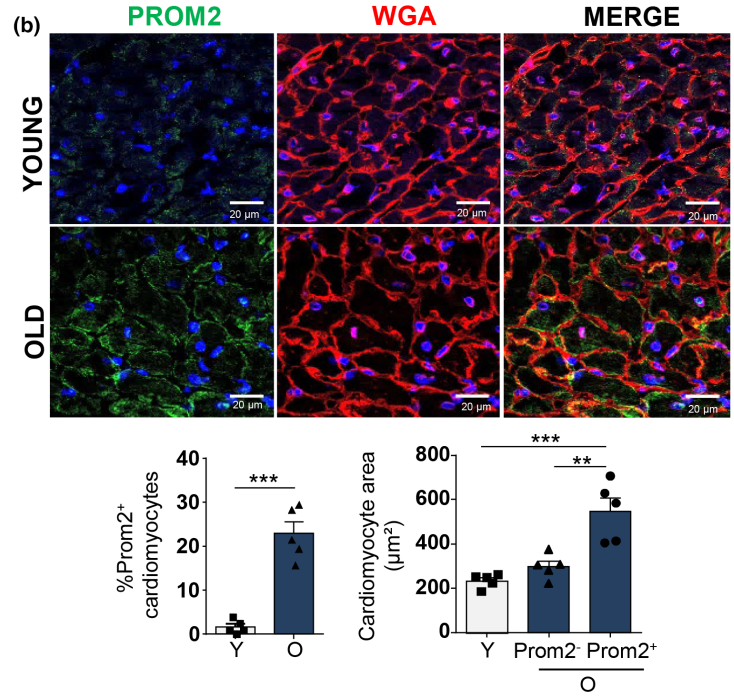 (b)
PROM2 WGA MERGE
YOUNG
20 µm 20 µm 20 µm
OLD
20 µm 20 µm 20 µm
%Prom2⁺
cardiomyocytes
40
30
20
10
0
***
Y O
Cardiomyocyte area
(µm²)
800
600
400
200
0
***
**
Y Prom2⁻ Prom2⁺
O